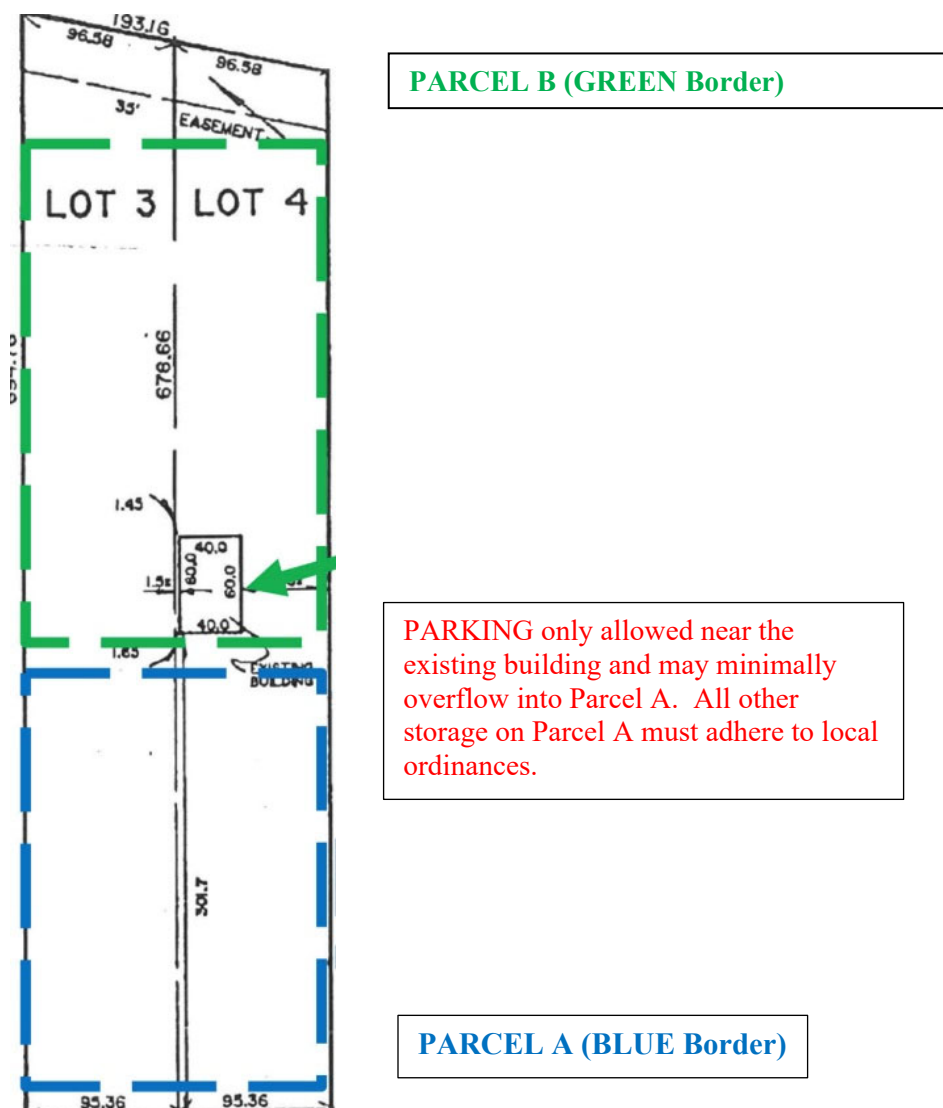 193.16
96.58
96.58
35'
EASEMENT
LOT 3
LOT 4
678.66
1.45
40.0
60.0
60.0
40.0
1.65
EXISTING
BUILDING
301.7
95.36
95.36
PARCEL B (GREEN Border)
PARKING only allowed near the
existing building and may minimally
overflow into Parcel A. All other
storage on Parcel A must adhere to local
ordinances.
PARCEL A (BLUE Border)